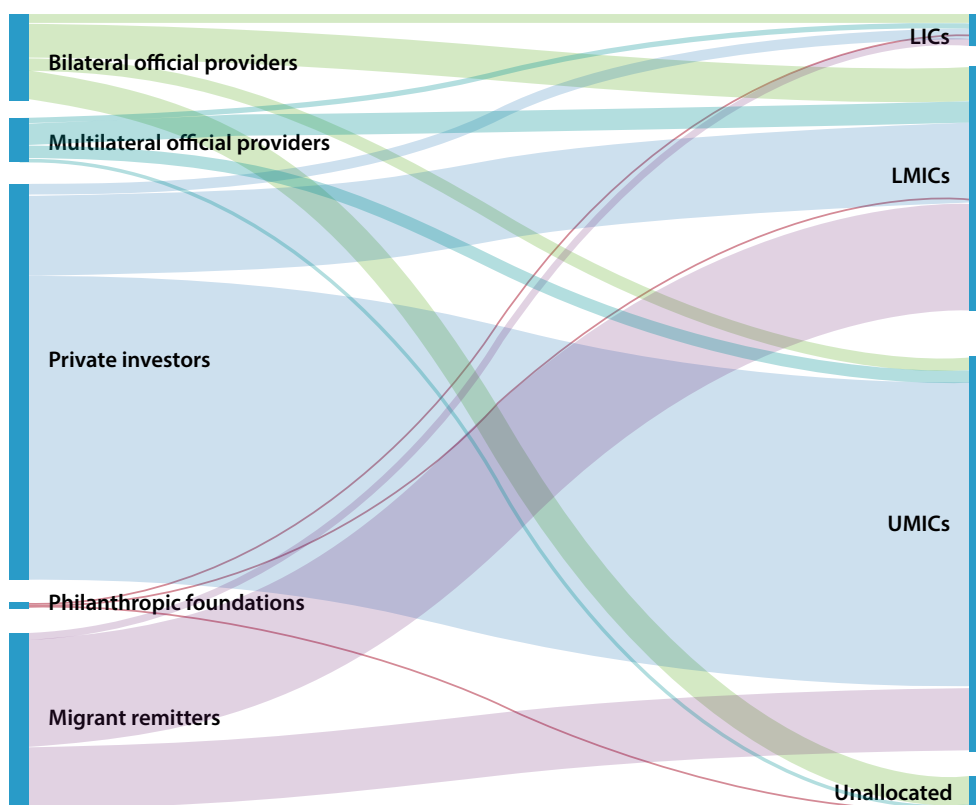 Bilateral official providers
Multilateral official providers
Private investors
Philanthropic foundations
Migrant remitters
LICs
LMICs
UMICs
Unallocated